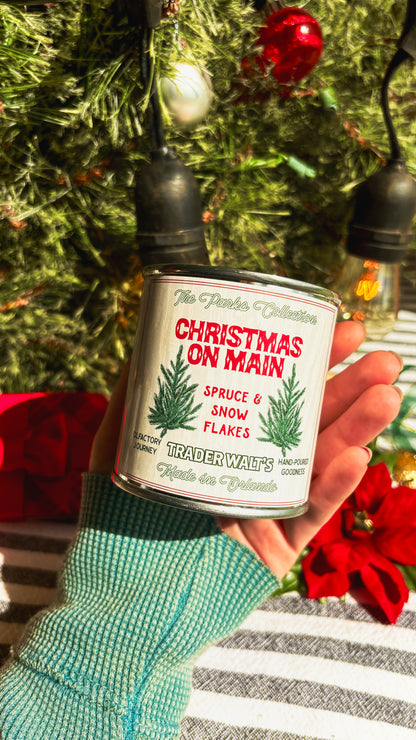 The Parks Collection
CHRISTMAS
ON MAIN
SPRUCE &
SNOW
FLAKES
OLFACTORY
JOURNEY
TRADER WALT'S
HAND-POURED
GOODNESS
Made in Orlando